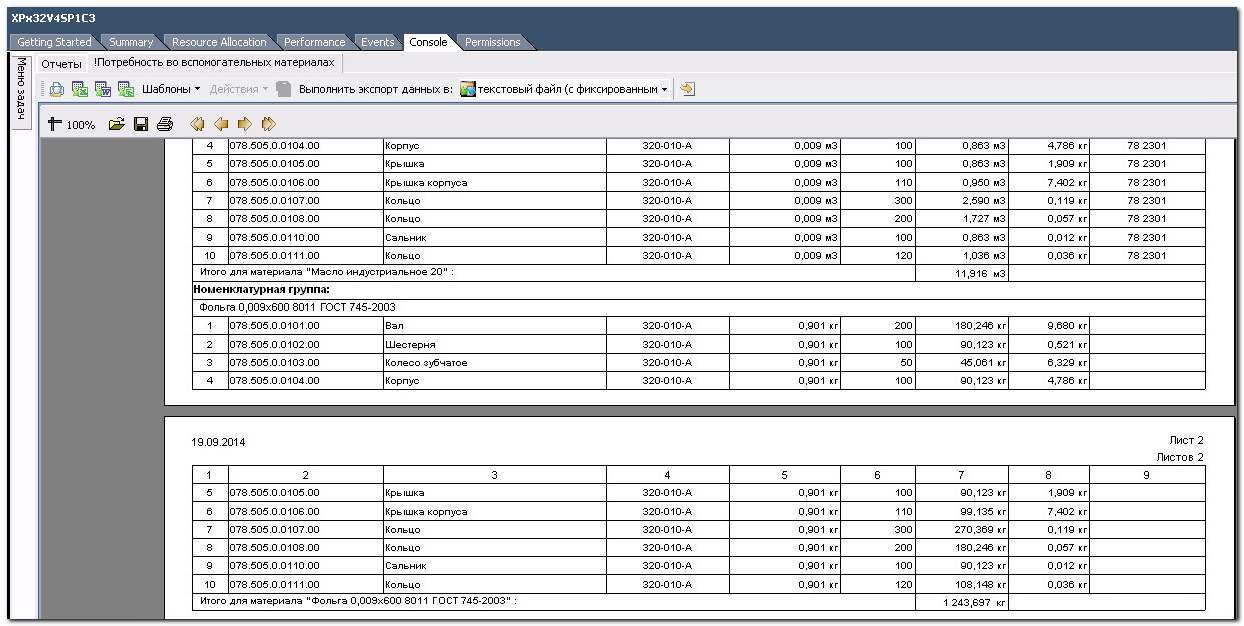 XPx32V4SP1C3
Getting Started Summary Resource Allocation Performance Events Console Permissions
Меню задач
Отчеты !Потребность во вспомогательных материалах
Шаблоны Действия Выполнить экспорт данных в: текстовый файл (с фиксированным
100%
4 078.505.0.0104.00 Корпус 320-010-А 0,009 м3 100 0,863 м3 4,786 кг 78 2301
5 078.505.0.0105.00 Крышка 320-010-А 0,009 м3 100 0,863 м3 1,909 кг 78 2301
6 078.505.0.0106.00 Крышка корпуса 320-010-А 0,009 м3 110 0,950 м3 7,402 кг 78 2301
7 078.505.0.0107.00 Кольцо 320-010-А 0,009 м3 300 2,590 м3 0,119 кг 78 2301
8 078.505.0.0108.00 Кольцо 320-010-А 0,009 м3 200 1,727 м3 0,057 кг 78 2301
9 078.505.0.0110.00 Сальник 320-010-А 0,009 м3 100 0,863 м3 0,012 кг 78 2301
10 078.505.0.0111.00 Кольцо 320-010-А 0,009 м3 120 1,036 м3 0,036 кг 78 2301
Итого для материала "Масло индустриальное 20" : 11,916 м3
Номенклатурная группа:
Фольга 0,009х600 8011 ГОСТ 745-2003
1 078.505.0.0101.00 Вал 320-010-А 0,901 кг 200 180,246 кг 9,680 кг
2 078.505.0.0102.00 Шестерня 320-010-А 0,901 кг 100 90,123 кг 0,521 кг
3 078.505.0.0103.00 Колесо зубчатое 320-010-А 0,901 кг 50 45,061 кг 6,329 кг
4 078.505.0.0104.00 Корпус 320-010-А 0,901 кг 100 90,123 кг 4,786 кг
19.09.2014 Лист 2
Листов 2
1 2 3 4 5 6 7 8 9
5 078.505.0.0105.00 Крышка 320-010-А 0,901 кг 100 90,123 кг 1,909 кг
6 078.505.0.0106.00 Крышка корпуса 320-010-А 0,901 кг 110 99,135 кг 7,402 кг
7 078.505.0.0107.00 Кольцо 320-010-А 0,901 кг 300 270,369 кг 0,119 кг
8 078.505.0.0108.00 Кольцо 320-010-А 0,901 кг 200 180,246 кг 0,057 кг
9 078.505.0.0110.00 Сальник 320-010-А 0,901 кг 100 90,123 кг 0,012 кг
10 078.505.0.0111.00 Кольцо 320-010-А 0,901 кг 120 108,148 кг 0,036 кг
Итого для материала "Фольга 0,009х600 8011 ГОСТ 745-2003" : 1 243,697 кг